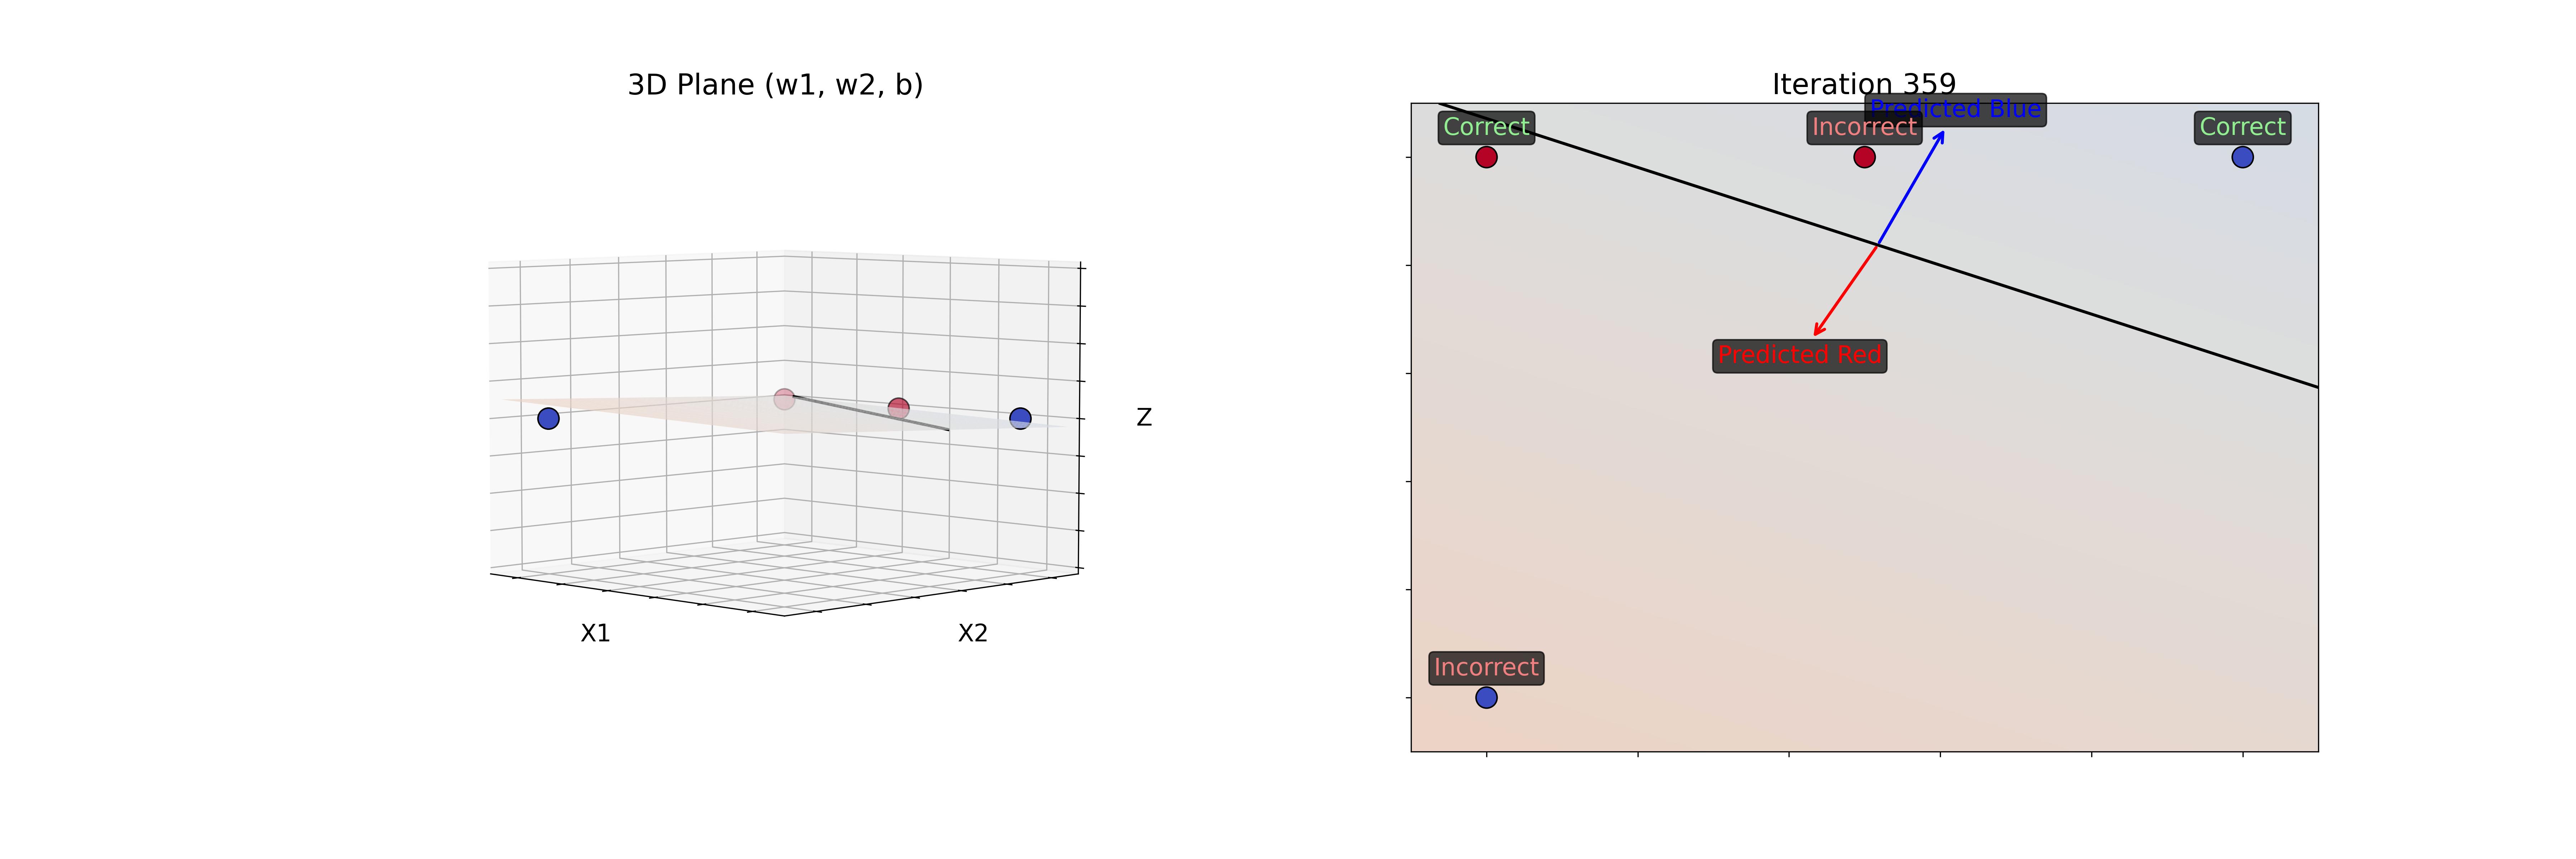 3D Plane (w1, w2, b)
Z
X1
X2
Iteration 359
Predicted Blue
Correct
Incorrect
Correct
Predicted Red
Incorrect